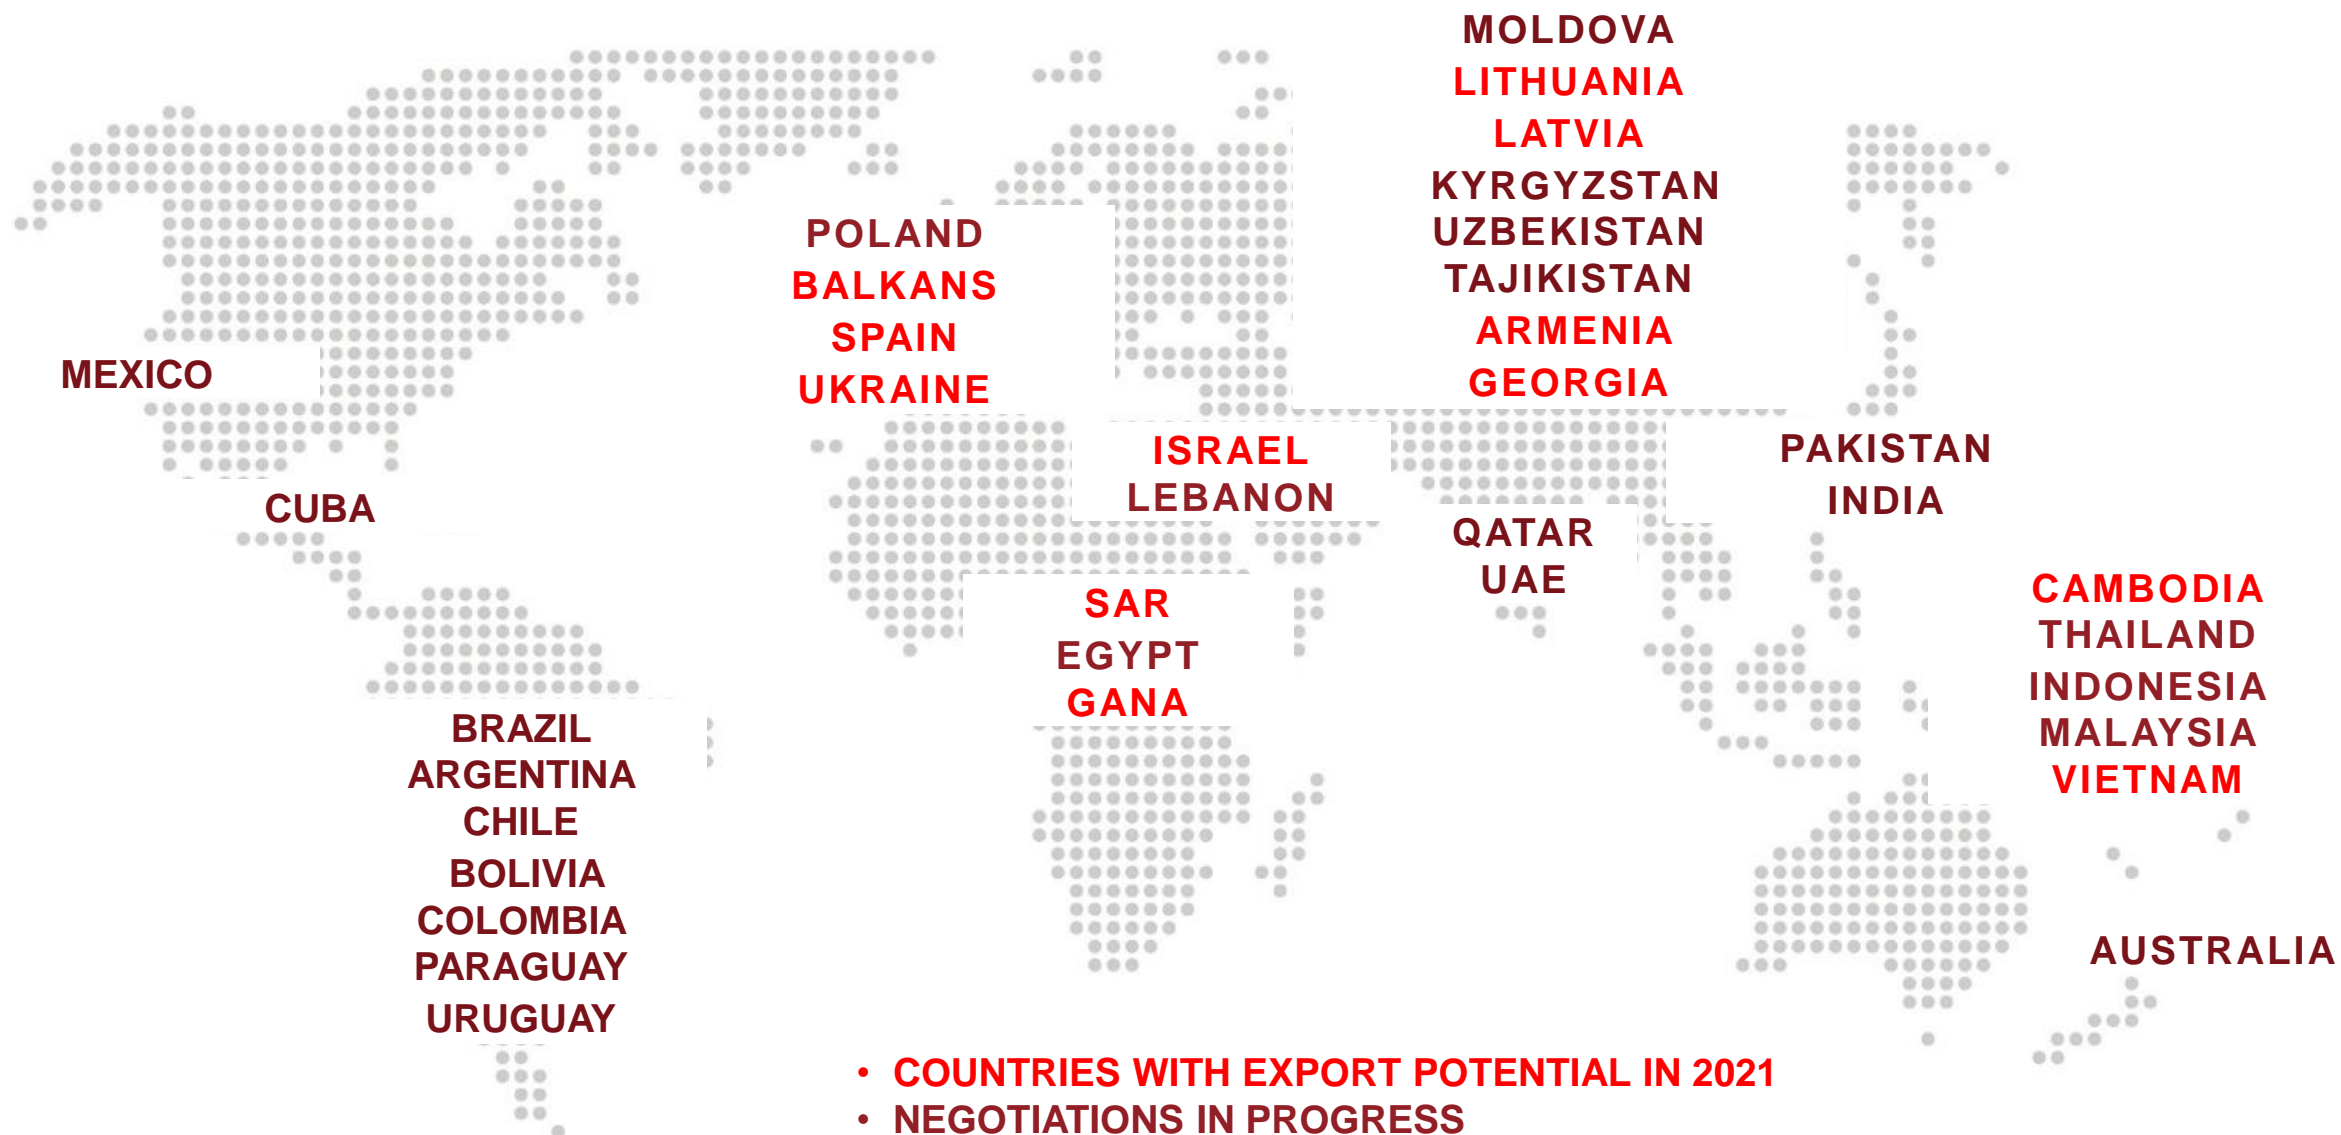 MOLDOVA
LITHUANIA
LATVIA
KYRGYZSTAN
UZBEKISTAN
TAJIKISTAN
ARMENIA
GEORGIA
POLAND
BALKANS
SPAIN
UKRAINE
MEXICO
CUBA
ISRAEL
LEBANON
PAKISTAN
INDIA
QATAR
UAE
SAR
EGYPT
GANA
CAMBODIA
THAILAND
INDONESIA
MALAYSIA
VIETNAM
BRAZIL
ARGENTINA
CHILE
BOLIVIA
COLOMBIA
PARAGUAY
URUGUAY
AUSTRALIA
• COUNTRIES WITH EXPORT POTENTIAL IN 2021
• NEGOTIATIONS IN PROGRESS